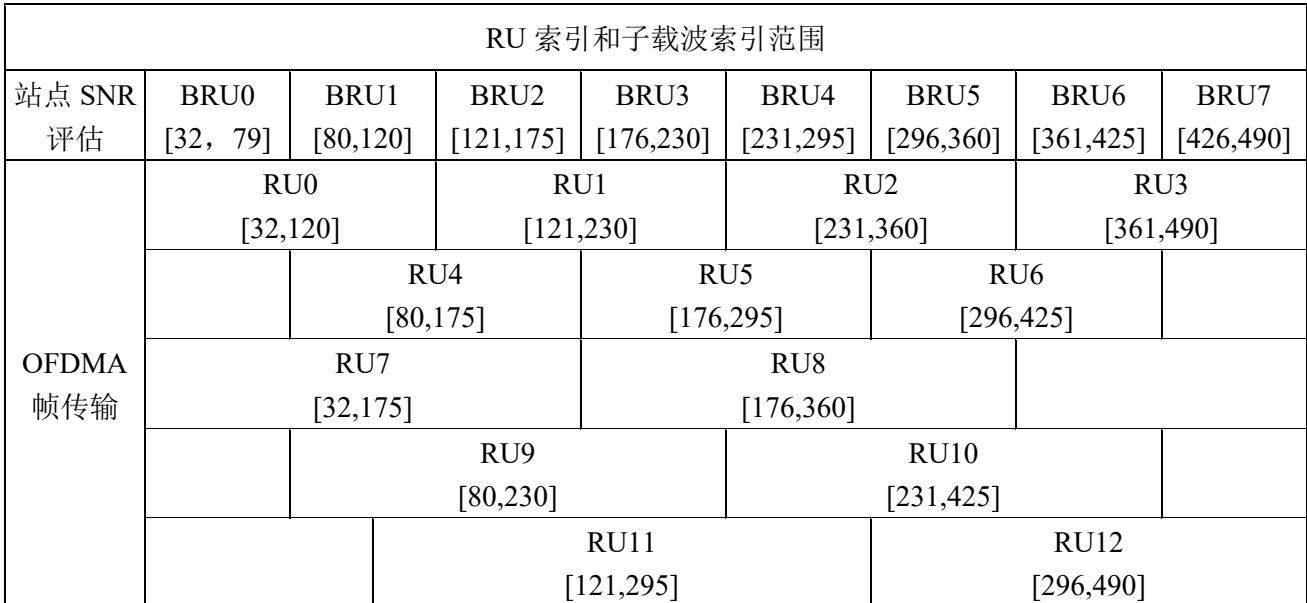 RU 索引和子载波索引范围
站点 SNR 评估
BRU0 [32，79]
BRU1 [80,120]
BRU2 [121,175]
BRU3 [176,230]
BRU4 [231,295]
BRU5 [296,360]
BRU6 [361,425]
BRU7 [426,490]
OFDMA 帧传输
RU0 [32,120]
RU1 [121,230]
RU2 [231,360]
RU3 [361,490]
RU4 [80,175]
RU5 [176,295]
RU6 [296,425]
RU7 [32,175]
RU8 [176,360]
RU9 [80,230]
RU10 [231,425]
RU11 [121,295]
RU12 [296,490]